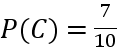 P(C) = 7/10